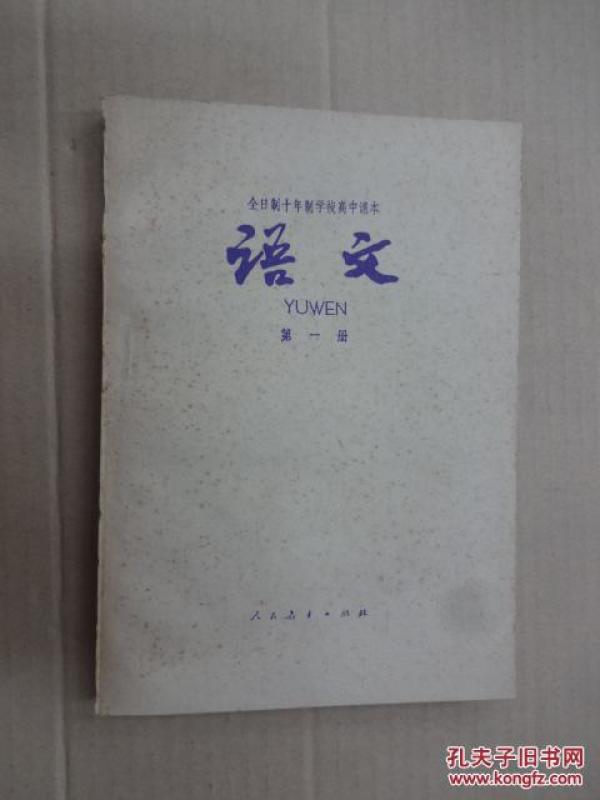 全日制十年制学校高中课本
语文
YUWEN
第一册
人民教育出版社
孔夫子旧书网
www.kongfz.com